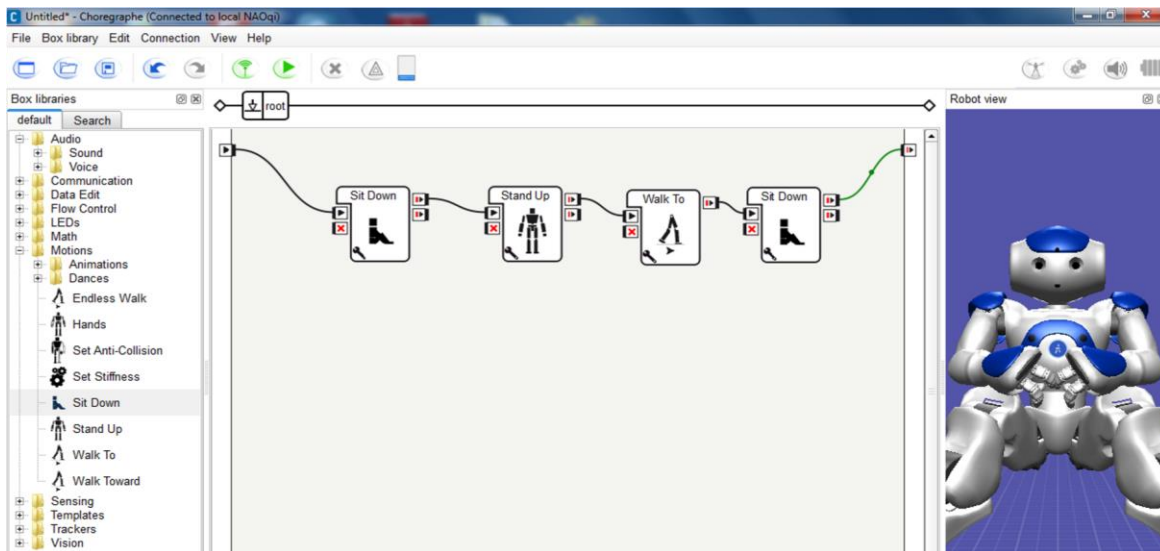 C Untitled* - Choregraphe (Connected to local NAOqi)
File Box library Edit Connection View Help
Box libraries
default Search
Audio
Sound
Voice
Communication
Data Edit
Flow Control
LEDs
Math
Motions
Animations
Dances
Endless Walk
Hands
Set Anti-Collision
Set Stiffness
Sit Down
Stand Up
Walk To
Walk Toward
Sensing
Templates
Trackers
Vision
root
Sit Down
Stand Up
Walk To
Sit Down
Robot view